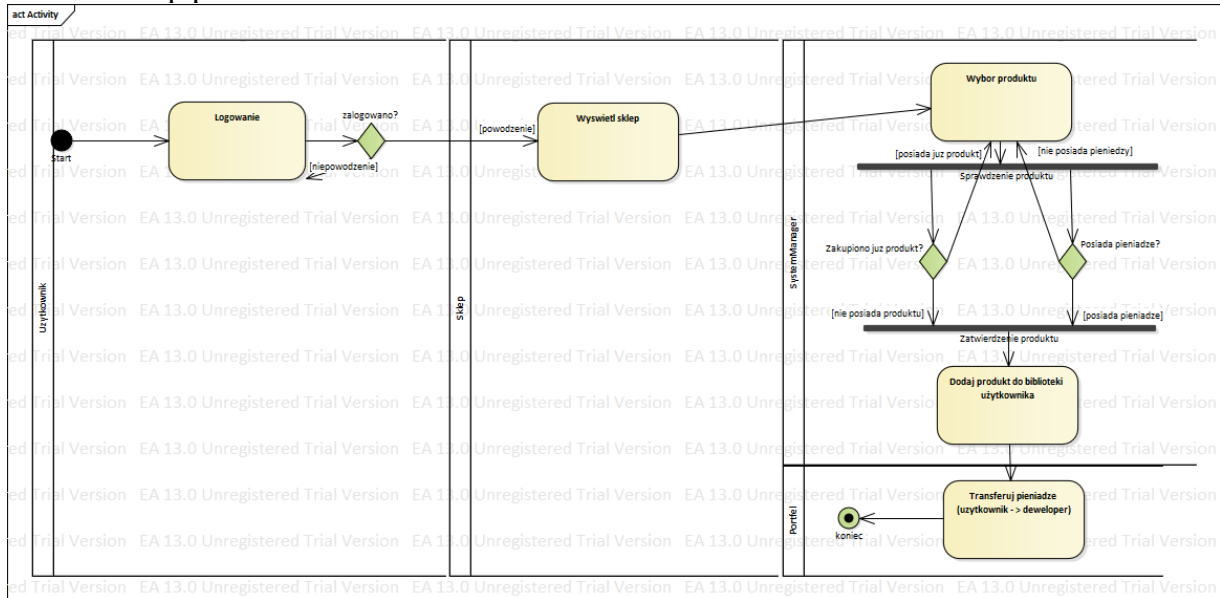 act Activity
Uzytkownik
Start
Logowanie
zalogowano?
[niepowodzenie]
Sklep
[powodzenie]
Wyswietl sklep
SystemManager
Wybor produktu
[posiada juz produkt]
[nie posiada pieniedzy]
Sprawdzenie produktu
Zakupiono juz produkt?
Posiada pieniadze?
[nie posiada produktu]
[posiada pieniadze]
Zatwierdzenie produktu
Dodaj produkt do biblioteki
użytkownika
Portfel
Transferuj pieniadze
(uzytkownik - > deweloper)
koniec
EA 13.0 Unregistered Trial Version